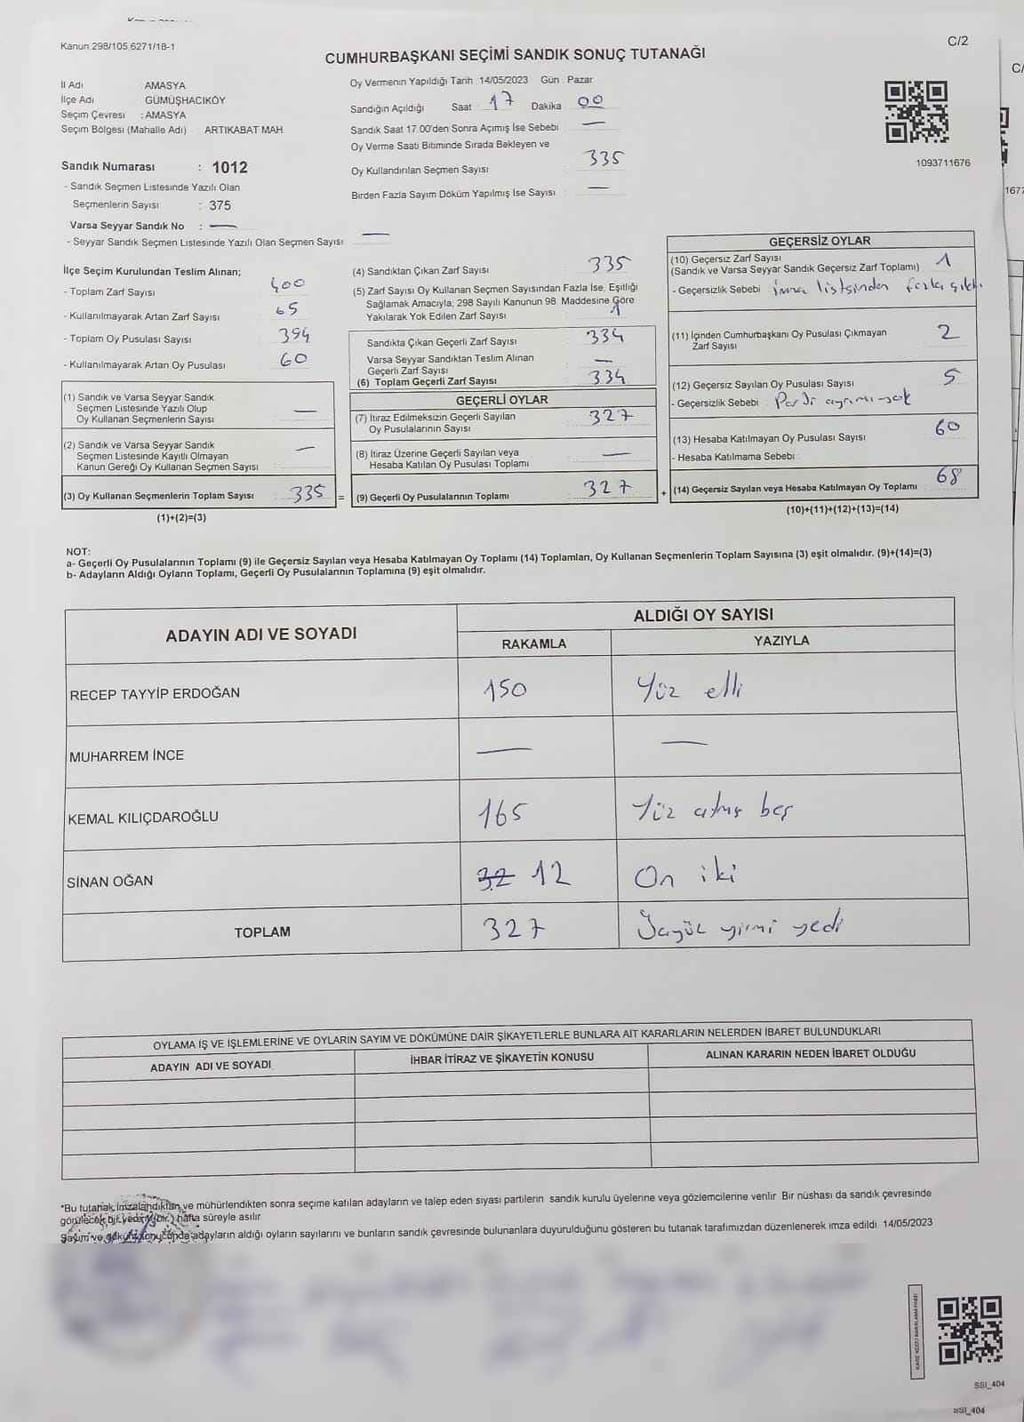 Kanun 298/105 6271/18-1
C/2
CUMHURBAŞKANI SEÇİMİ SANDIK SONUÇ TUTANAĞI
İl Adı AMASYA
İlçe Adı GÜMÜŞHACIKÖY
Seçim Çevresi : AMASYA
Seçim Bölgesi (Mahalle Adı) ARTIKABAT MAH
Sandık Numarası : 1012
- Sandık Seçmen Listesinde Yazılı Olan
Seçmenlerin Sayısı : 375
Varsa Seyyar Sandık No : —
- Seyyar Sandık Seçmen Listesinde Yazılı Olan Seçmen Sayısı —
Oy Vermenin Yapıldığı Tarih 14/05/2023 Gün Pazar
Sandığın Açıldığı Saat 17 Dakika 00
Sandık Saat 17.00'den Sonra Açımış İse Sebebi —
Oy Verme Saati Bitiminde Sırada Bekleyen ve
Oy Kullandırılan Seçmen Sayısı 335
Birden Fazla Sayım Döküm Yapılmış İse Sayısı —
1093711676
İlçe Seçim Kurulundan Teslim Alınan;
- Toplam Zarf Sayısı 400
- Kullanılmayarak Artan Zarf Sayısı 65
- Toplam Oy Pusulası Sayısı 394
- Kullanılmayarak Artan Oy Pusulası 60
(1) Sandık ve Varsa Seyyar Sandık
Seçmen Listesinde Yazılı Olup
Oy Kullanan Seçmenlerin Sayısı —
(2) Sandık ve Varsa Seyyar Sandık
Seçmen Listesinde Kayıtlı Olmayan
Kanun Gereği Oy Kullanan Seçmen Sayısı —
(3) Oy Kullanan Seçmenlerin Toplam Sayısı 335 =
(1)+(2)=(3)
(4) Sandıktan Çıkan Zarf Sayısı 335
(5) Zarf Sayısı Oy Kullanan Seçmen Sayısından Fazla İse, Eşitliği
Sağlamak Amacıyla, 298 Sayılı Kanunun 98. Maddesine Göre
Yakılarak Yok Edilen Zarf Sayısı 1
Sandıkta Çıkan Geçerli Zarf Sayısı 334
Varsa Seyyar Sandıktan Teslim Alınan
Geçerli Zarf Sayısı —
(6) Toplam Geçerli Zarf Sayısı 334
GEÇERLİ OYLAR
(7) İtiraz Edilmeksizin Geçerli Sayılan
Oy Pusulalarının Sayısı 327
(8) İtiraz Üzerine Geçerli Sayılan veya
Hesaba Katılan Oy Pusulası Toplamı —
(9) Geçerli Oy Pusulalarının Toplamı 327 +
GEÇERSİZ OYLAR
(10) Geçersiz Zarf Sayısı
(Sandık ve Varsa Seyyar Sandık Geçersiz Zarf Toplamı) 1
- Geçersizlik Sebebi imza listsinden fazla çıktı
(11) İçinden Cumhurbaşkanı Oy Pusulası Çıkmayan
Zarf Sayısı 2
(12) Geçersiz Sayılan Oy Pusulası Sayısı 5
- Geçersizlik Sebebi
(13) Hesaba Katılmayan Oy Pusulası Sayısı 60
- Hesaba Katılmama Sebebi
(14) Geçersiz Sayılan veya Hesaba Katılmayan Oy Toplamı 68
(10)+(11)+(12)+(13)=(14)
NOT:
a- Geçerli Oy Pusulalarının Toplamı (9) ile Geçersiz Sayılan veya Hesaba Katılmayan Oy Toplamı (14) Toplamları, Oy Kullanan Seçmenlerin Toplam Sayısına (3) eşit olmalıdır. (9)+(14)=(3)
b- Adayların Aldığı Oyların Toplamı, Geçerli Oy Pusulalarının Toplamına (9) eşit olmalıdır.
ADAYIN ADI VE SOYADI
ALDIĞI OY SAYISI
RAKAMLA YAZIYLA
RECEP TAYYİP ERDOĞAN 150 Yüz elli
MUHARREM İNCE — —
KEMAL KILIÇDAROĞLU 165 Yüz atmış beş
SİNAN OĞAN 32 12 On iki
TOPLAM 327 Üçyüz yirmi yedi
OYLAMA İŞ VE İŞLEMLERİNE VE OYLARIN SAYIM VE DÖKÜMÜNE DAİR ŞİKAYETLERLE BUNLARA AİT KARARLARIN NELERDEN İBARET BULUNDUKLARI
ADAYIN ADI VE SOYADI İHBAR İTİRAZ VE ŞİKAYETİN KONUSU ALINAN KARARIN NEDEN İBARET OLDUĞU
*Bu tutanak, imzalandıktan ve mühürlendikten sonra seçime katılan adayların ve talep eden siyasi partilerin sandık kurulu üyelerine veya gözlemcilerine verilir Bir nüshası da sandık çevresinde
görülecek bir yere (bir) hafta süreyle asılır
Sayım ve döküm sonucunda adayların aldığı oyların sayılarını ve bunların sandık çevresinde bulunanlara duyurulduğunu gösteren bu tutanak tarafımızdan düzenlenerek imza edildi 14/05/2023
SSI_404
SSI_404